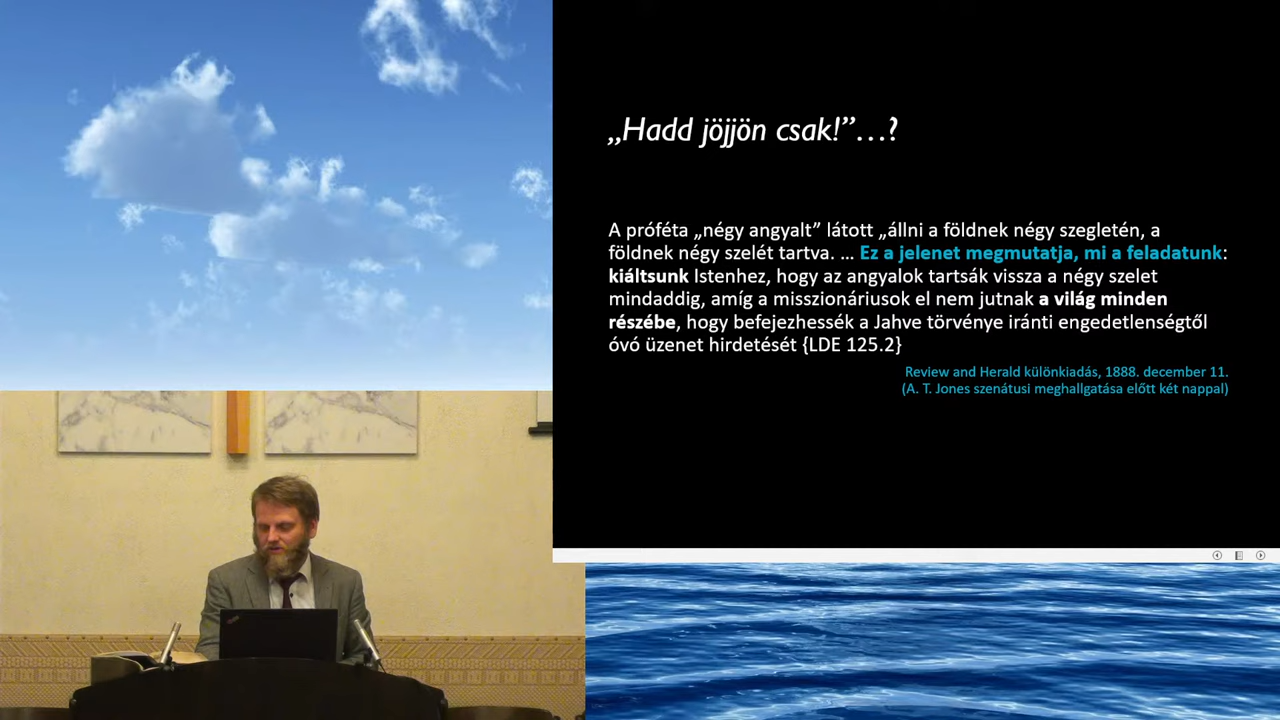 „Hadd jöjjön csak!”…?
A próféta „négy angyalt” látott „állni a földnek négy szegletén, a
földnek négy szelét tartva. … Ez a jelenet megmutatja, mi a feladatunk:
kiáltsunk Istenhez, hogy az angyalok tartsák vissza a négy szelet
mindaddig, amíg a misszionáriusok el nem jutnak a világ minden
részébe, hogy befejezhessék a Jahve törvénye iránti engedetlenségtől
óvó üzenet hirdetését {LDE 125.2}
Review and Herald különkiadás, 1888. december 11.
(A. T. Jones szenátusi meghallgatása előtt két nappal)